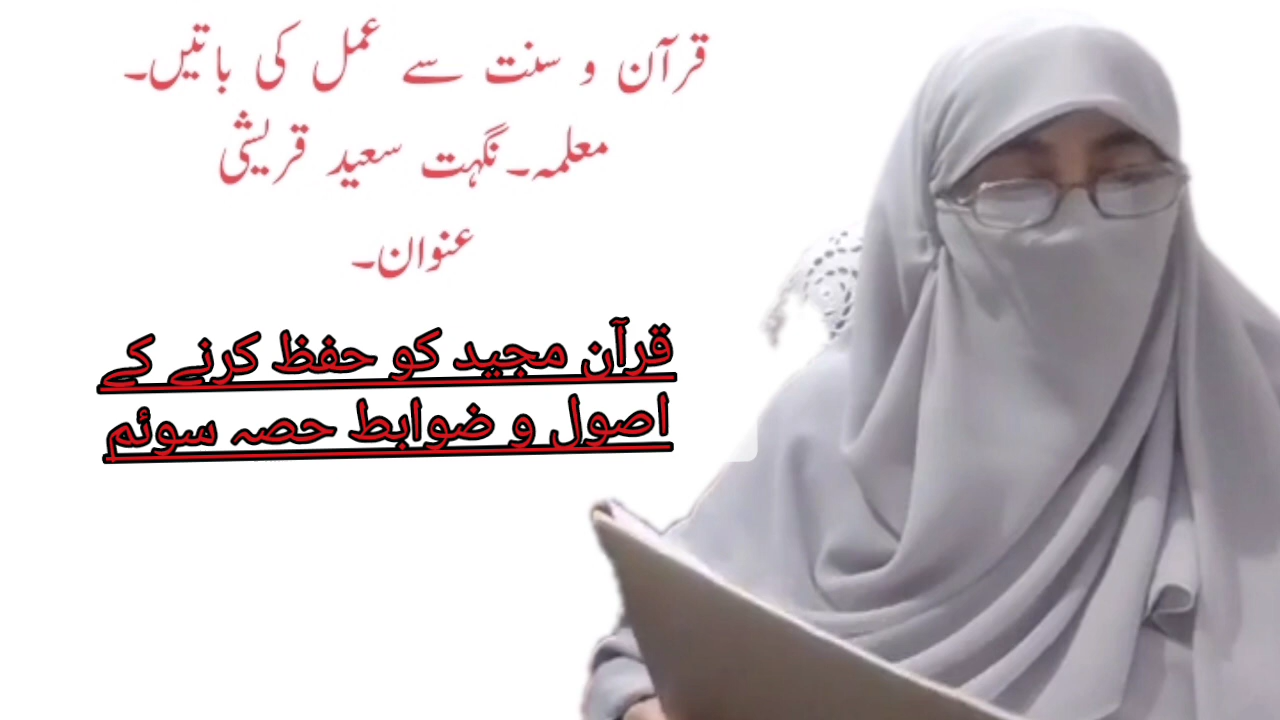 قرآن و سنت سے عمل کی باتیں۔
معلمہ۔نگہت سعید قریشی
عنوان۔
قرآن مجید کو حفظ کرنے کے
اصول و ضوابط حصہ سوئم